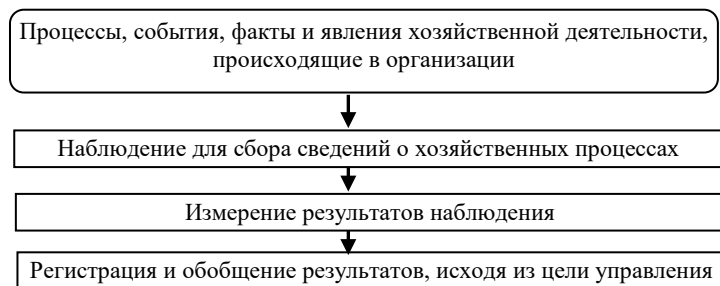 Процессы, события, факты и явления хозяйственной деятельности,
происходящие в организации
Наблюдение для сбора сведений о хозяйственных процессах
Измерение результатов наблюдения
Регистрация и обобщение результатов, исходя из цели управления